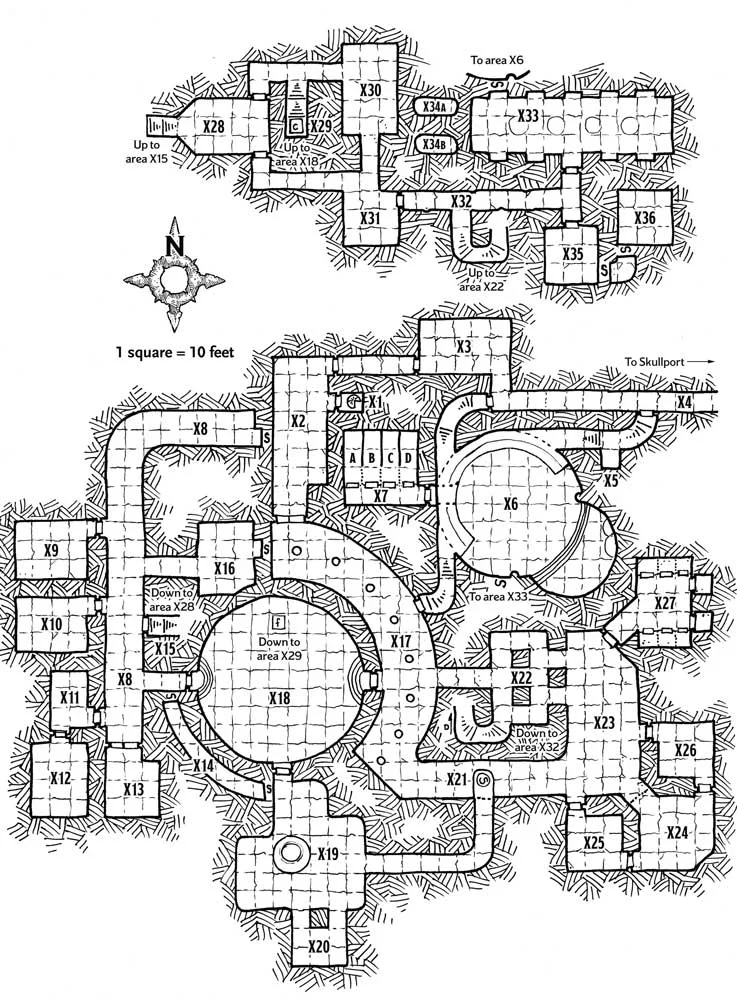 To area X6
X30
X34A
X33
X28
X29
X34B
Up to
area X15
Up to
area X18
X32
X36
X31
X35
S
S
S
C
Up to
area X22
N
1 square = 10 feet
X3
To Skullport
X1
X4
X2
X8
S
A
B
C
D
X7
X5
X6
X9
X16
S
S
To area X33
Down to
area X28
X10
X27
X15
f
Down to
area X29
X17
X8
X18
X22
X11
S
X23
Down to
area X32
X26
X14
X12
X13
S
X21
X24
X25
X19
X20